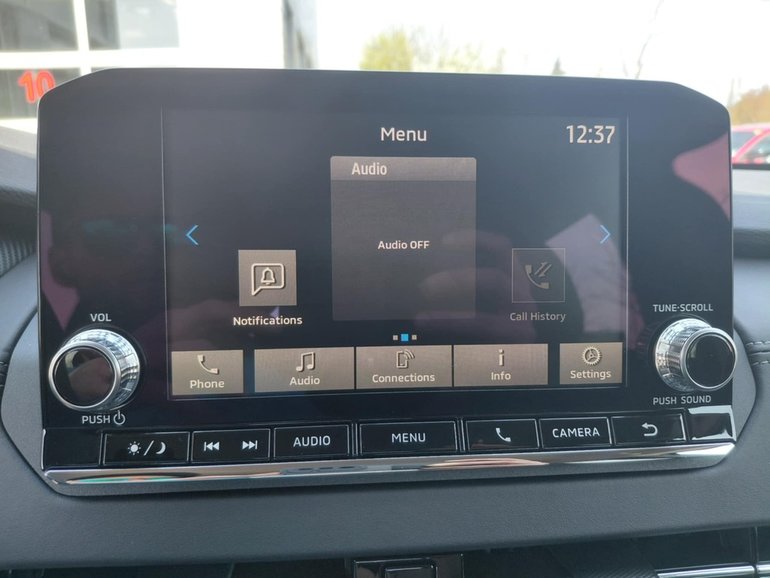 10
Menu
12:37
Audio
Audio OFF
Notifications
Call History
VOL
TUNE·SCROLL
Phone
Audio
Connections
Info
Settings
PUSH
PUSH SOUND
AUDIO
MENU
CAMERA